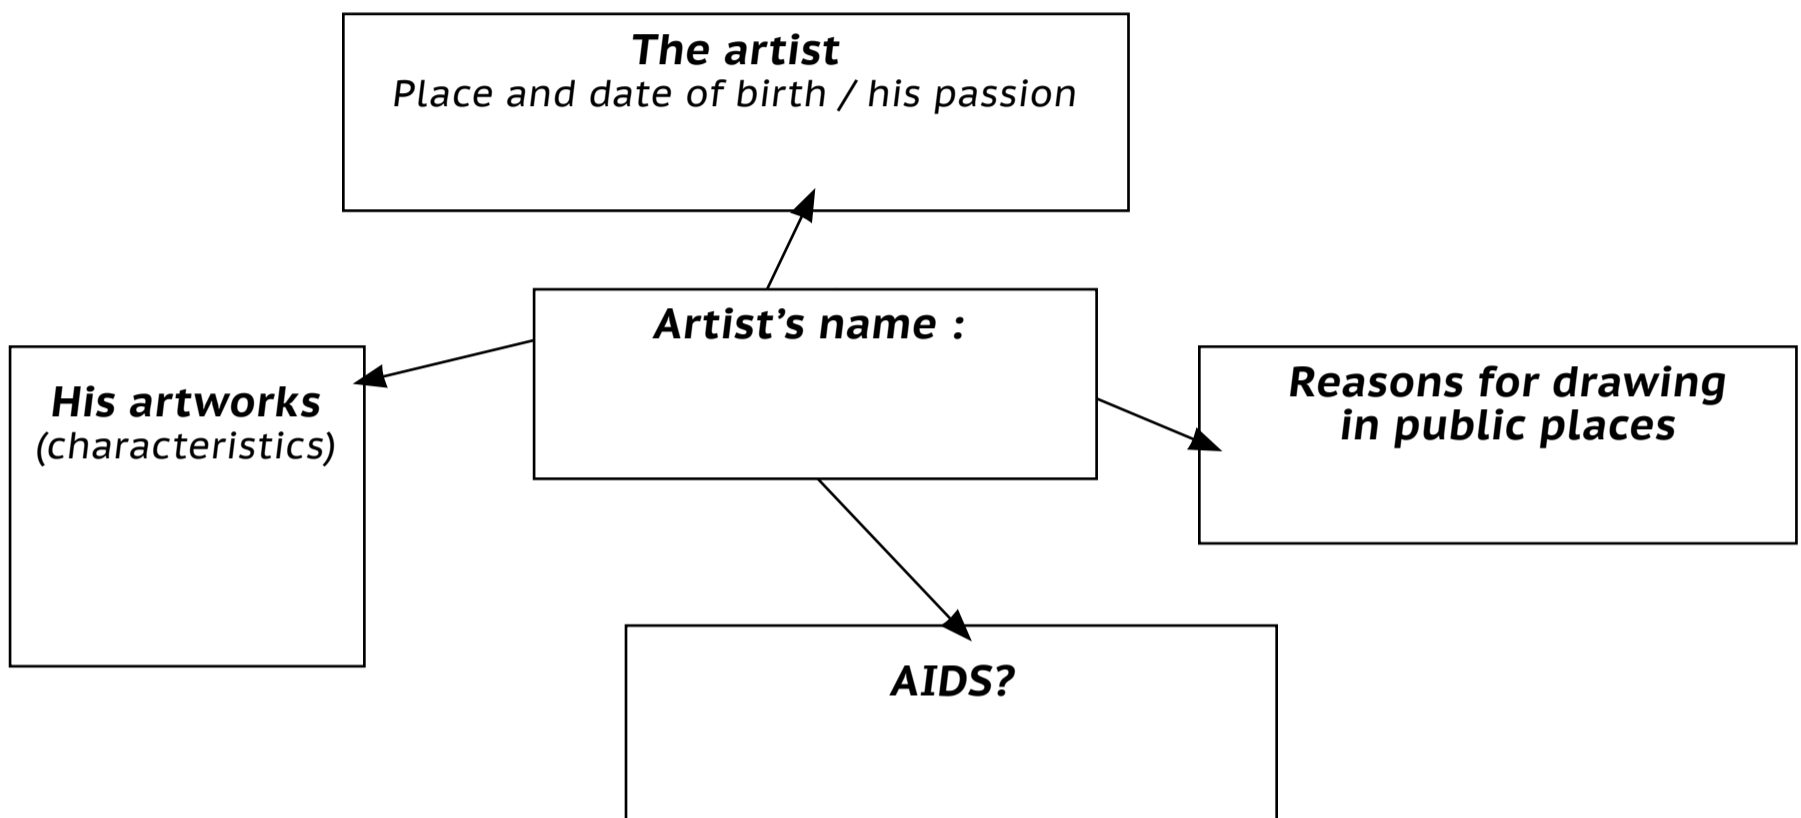 The artist
Place and date of birth / his passion
Artist’s name :
His artworks
(characteristics)
Reasons for drawing
in public places
AIDS?